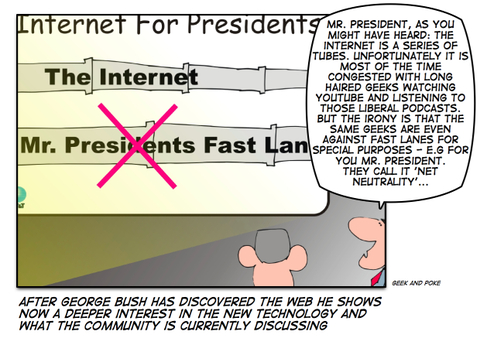 Internet For Presidents
The Internet
Mr. Presidents Fast Lan
MR. PRESIDENT, AS YOU
MIGHT HAVE HEARD: THE
INTERNET IS A SERIES OF
TUBES. UNFORTUNATELY IT IS
MOST OF THE TIME
CONGESTED WITH LONG
HAIRED GEEKS WATCHING
YOUTUBE AND LISTENING TO
THOSE LIBERAL PODCASTS.
BUT THE IRONY IS THAT THE
SAME GEEKS ARE EVEN
AGAINST FAST LANES FOR
SPECIAL PURPOSES - E.G FOR
YOU MR. PRESIDENT.
THEY CALL IT 'NET
NEUTRALITY'...
GEEK AND POKE
AFTER GEORGE BUSH HAS DISCOVERED THE WEB HE SHOWS
NOW A DEEPER INTEREST IN THE NEW TECHNOLOGY AND
WHAT THE COMMUNITY IS CURRENTLY DISCUSSING